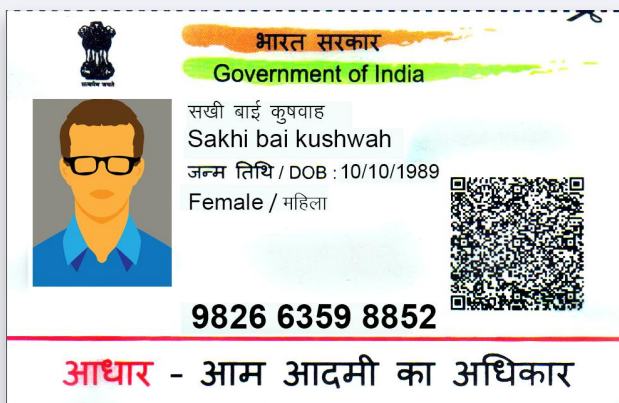 भारत सरकार
Government of India
सखी बाई कुषवाह
Sakhi bai kushwah
जन्म तिथि / DOB : 10/10/1989
Female / महिला
9826 6359 8852
आधार - आम आदमी का अधिकार